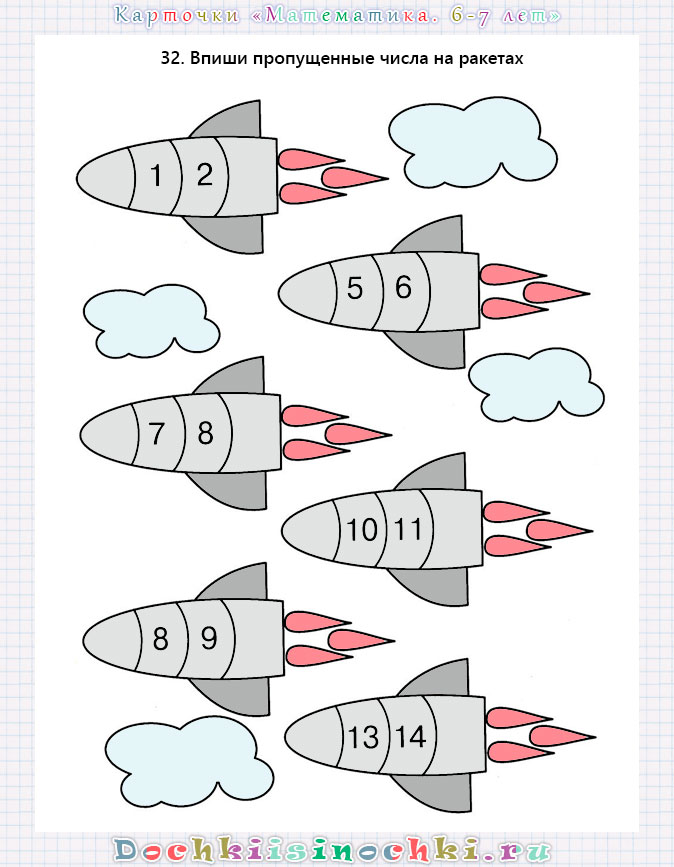 Карточки «Математика. 6-7 лет»
32. Впиши пропущенные числа на ракетах
1 2
5 6
7 8
10 11
8 9
13 14
Dochkiisinochki.ru